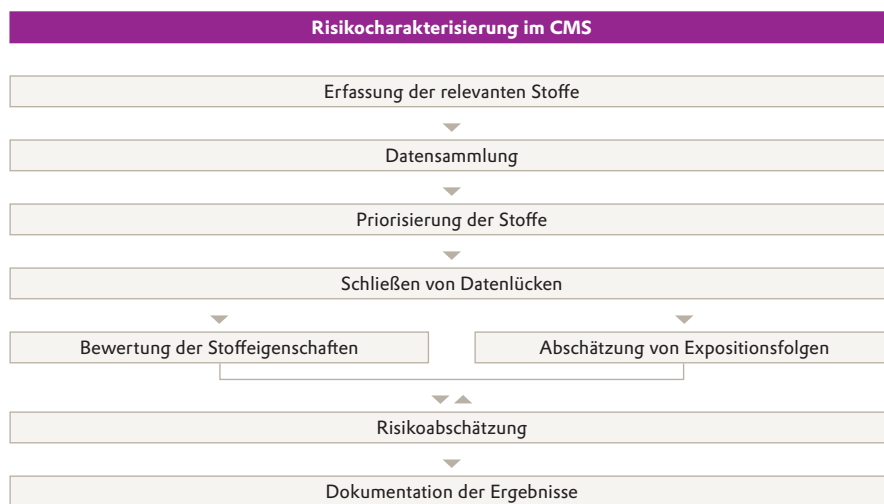 Risikocharakterisierung im CMS
Erfassung der relevanten Stoffe
Datensammlung
Priorisierung der Stoffe
Schließen von Datenlücken
Bewertung der Stoffeigenschaften
Abschätzung von Expositionsfolgen
Risikoabschätzung
Dokumentation der Ergebnisse